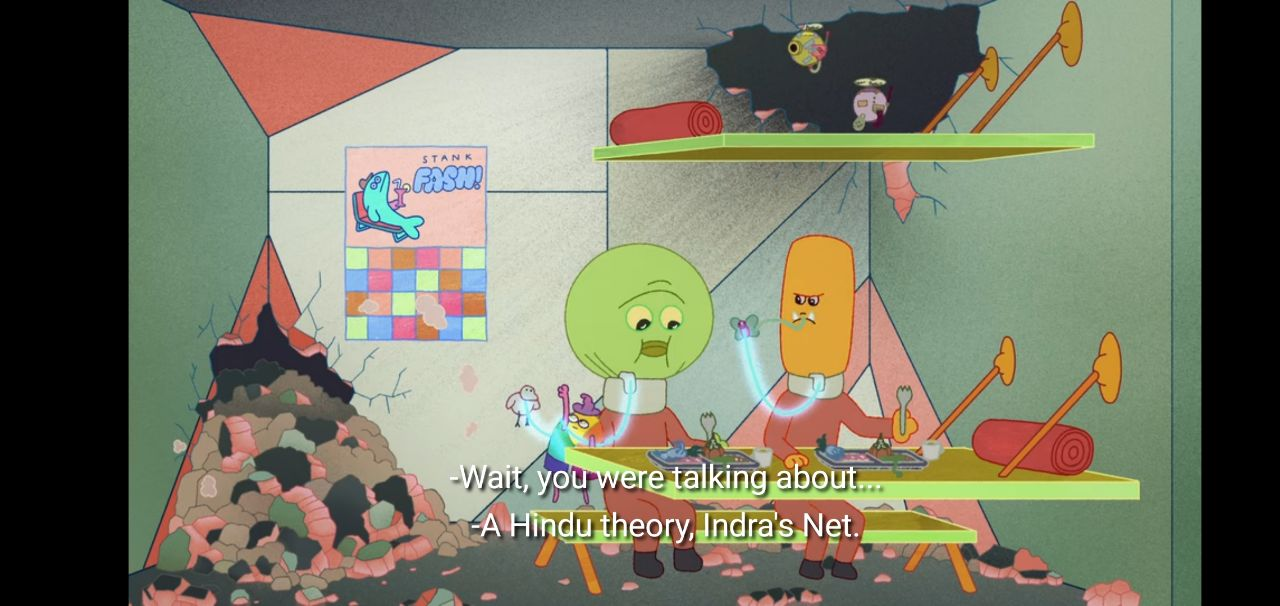 STANK
FASH!
-Wait, you were talking about...
-A Hindu theory, Indra's Net.